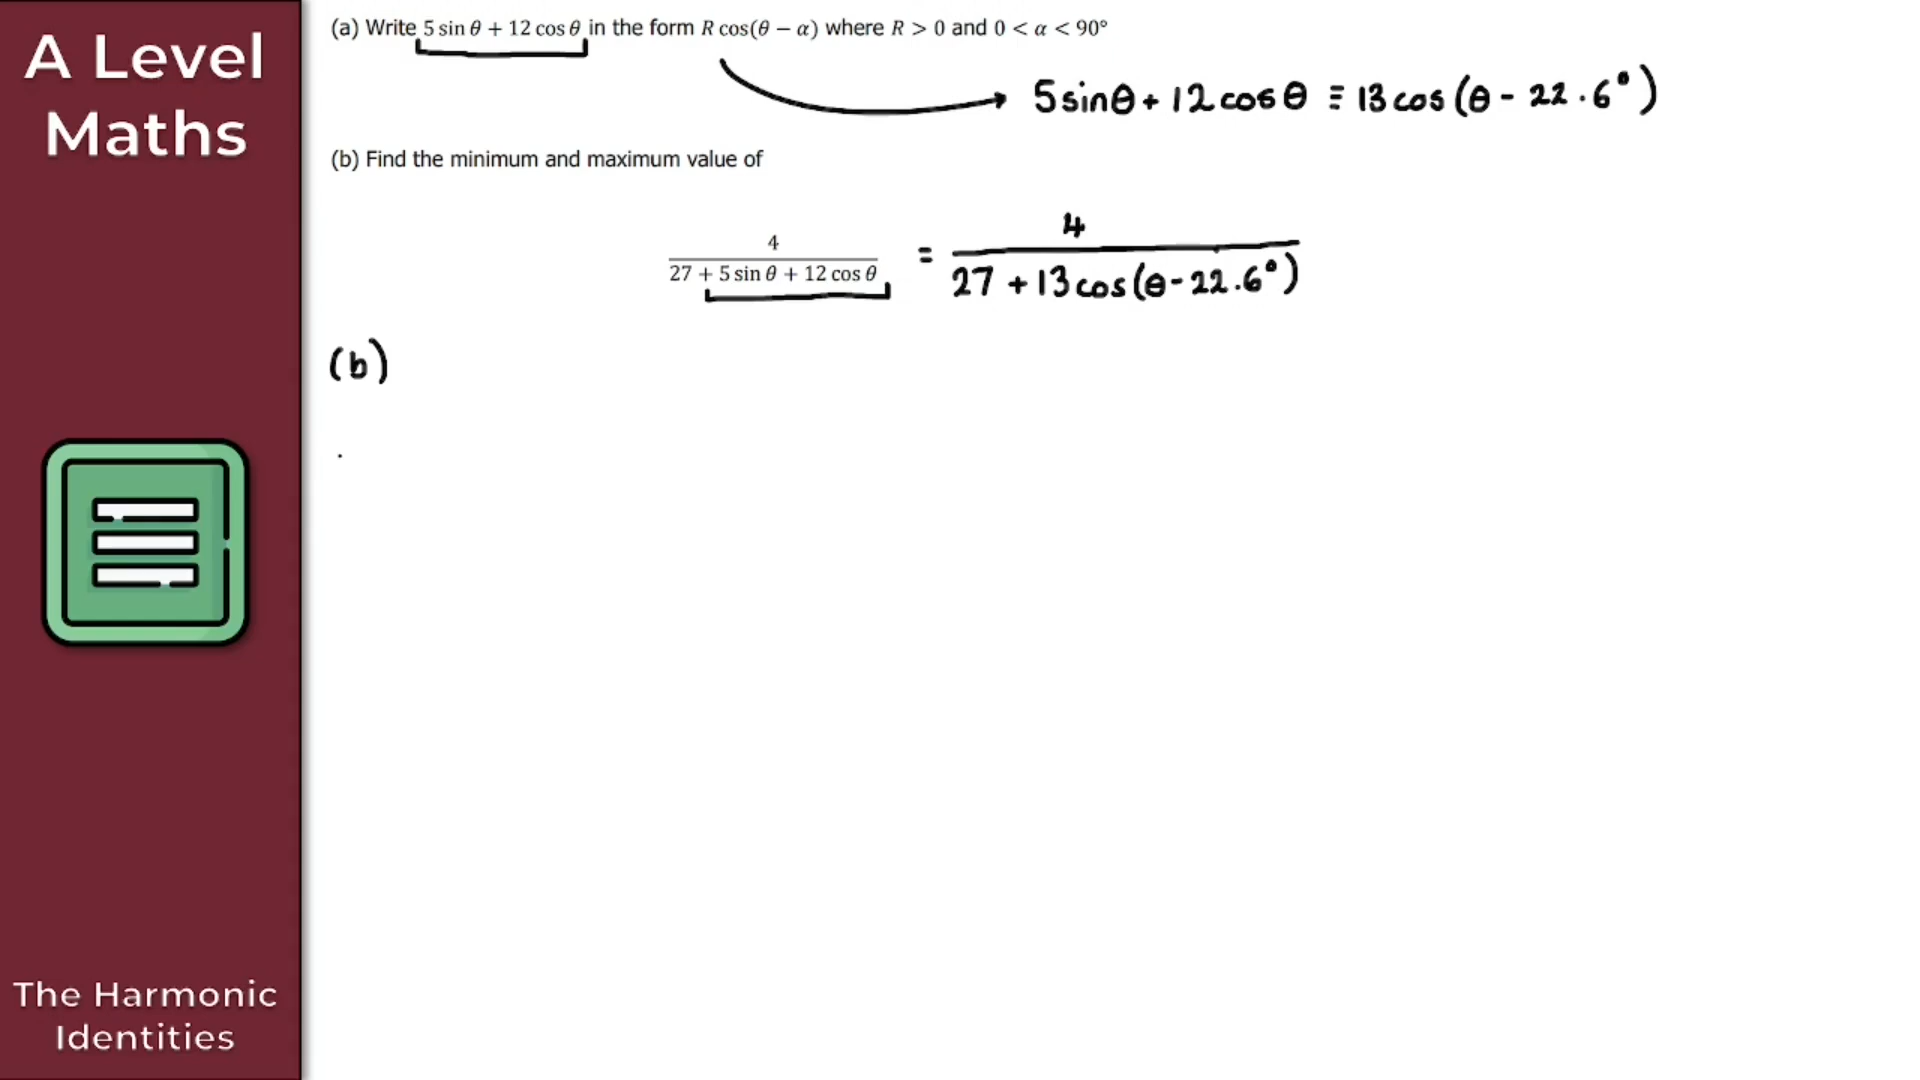 A Level
Maths
(a) Write 5 sin θ + 12 cos θ in the form R cos(θ − α) where R > 0 and 0 < α < 90°
5sinθ + 12cosθ ≡ 13cos(θ - 22.6°)
(b) Find the minimum and maximum value of
4
27 + 5 sin θ + 12 cos θ
=
4
27 + 13cos(θ-22.6°)
(b)
The Harmonic
Identities